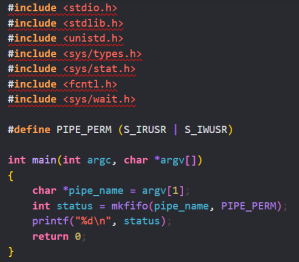 #include <stdio.h>
#include <stdlib.h>
#include <unistd.h>
#include <sys/types.h>
#include <sys/stat.h>
#include <fcntl.h>
#include <sys/wait.h>
#define PIPE_PERM (S_IRUSR | S_IWUSR)
int main(int argc, char *argv[])
{
    char *pipe_name = argv[1];
    int status = mkfifo(pipe_name, PIPE_PERM);
    printf("%d\n", status);
    return 0;
}